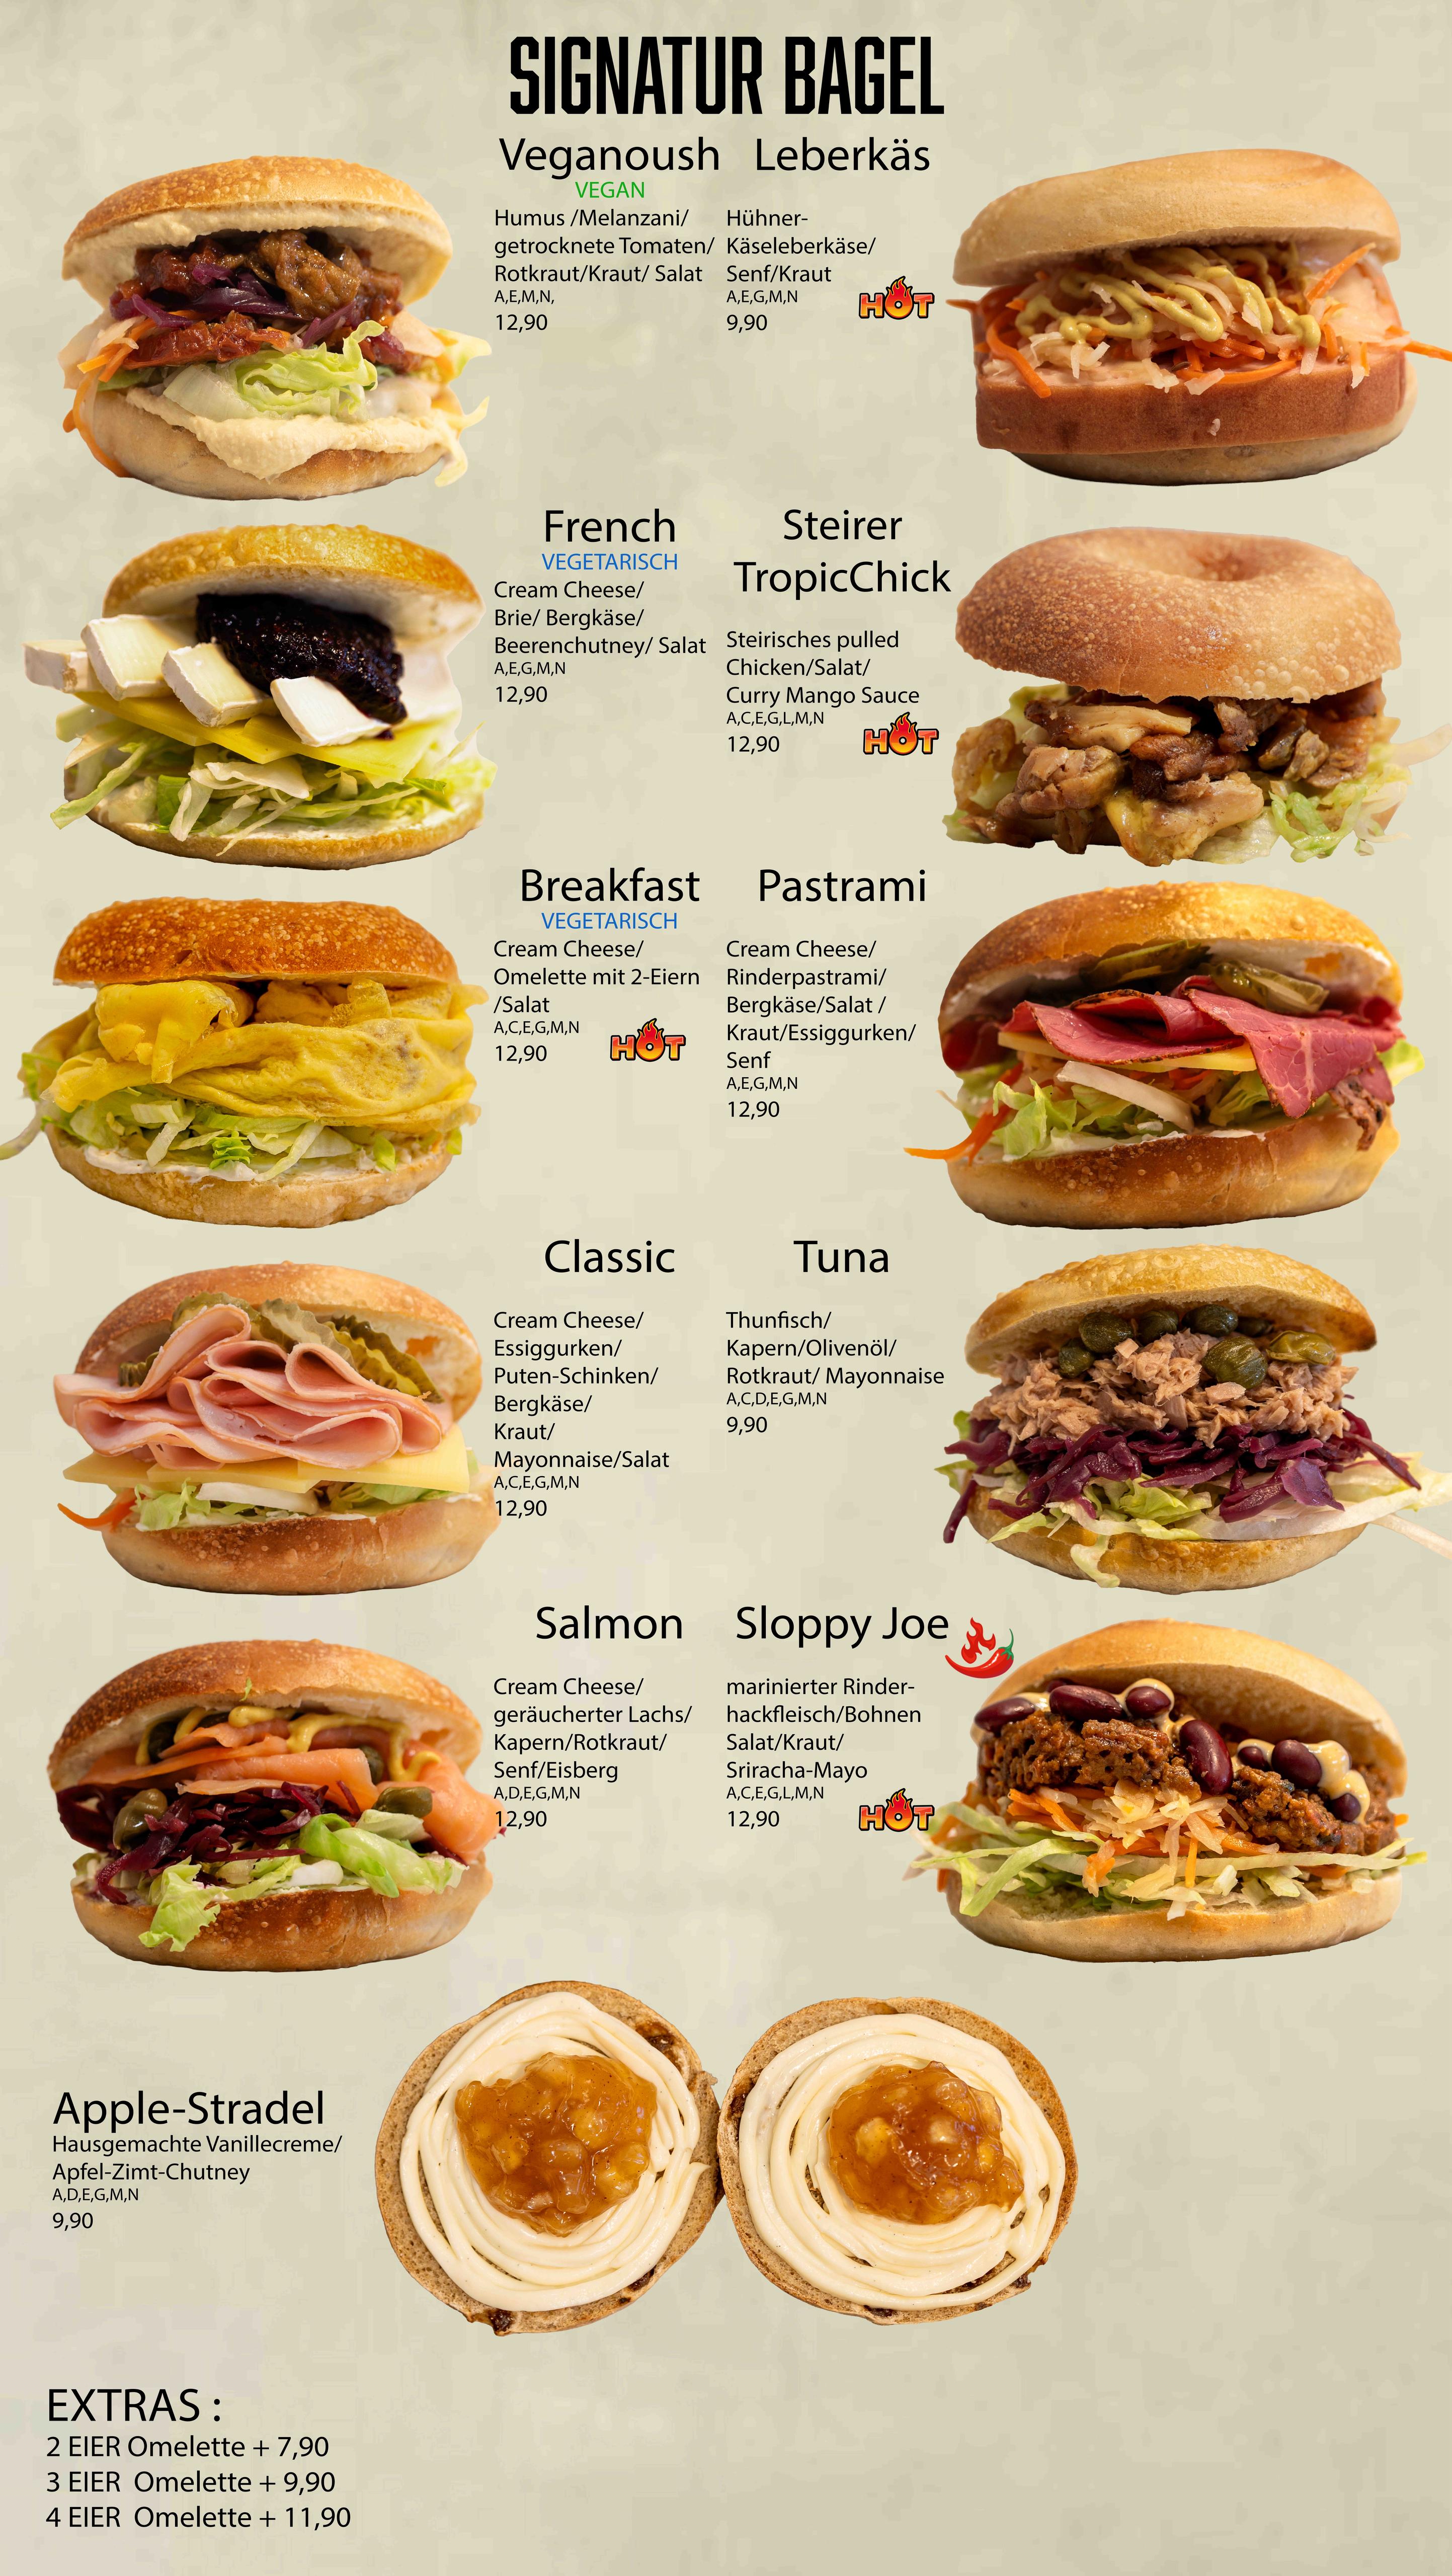 SIGNATUR BAGEL
Veganoush
VEGAN
Humus /Melanzani/
getrocknete Tomaten/
Rotkraut/Kraut/ Salat
A,E,M,N,
12,90
Leberkäs
Hühner-
Käseleberkäse/
Senf/Kraut
A,E,G,M,N
9,90
HOT
French
VEGETARISCH
Cream Cheese/
Brie/ Bergkäse/
Beerenchutney/ Salat
A,E,G,M,N
12,90
Steirer
TropicChick
Steirisches pulled
Chicken/Salat/
Curry Mango Sauce
A,C,E,G,L,M,N
12,90
HOT
Breakfast
VEGETARISCH
Cream Cheese/
Omelette mit 2-Eiern
/Salat
A,C,E,G,M,N
12,90
HOT
Pastrami
Cream Cheese/
Rinderpastrami/
Bergkäse/Salat /
Kraut/Essiggurken/
Senf
A,E,G,M,N
12,90
Classic
Cream Cheese/
Essiggurken/
Puten-Schinken/
Bergkäse/
Kraut/
Mayonnaise/Salat
A,C,E,G,M,N
12,90
Tuna
Thunfisch/
Kapern/Olivenöl/
Rotkraut/ Mayonnaise
A,C,D,E,G,M,N
9,90
Salmon
Cream Cheese/
geräucherter Lachs/
Kapern/Rotkraut/
Senf/Eisberg
A,D,E,G,M,N
12,90
Sloppy Joe
marinierter Rinder-
hackfleisch/Bohnen
Salat/Kraut/
Sriracha-Mayo
A,C,E,G,L,M,N
12,90
HOT
Apple-Stradel
Hausgemachte Vanillecreme/
Apfel-Zimt-Chutney
A,D,E,G,M,N
9,90
EXTRAS :
2 EIER Omelette + 7,90
3 EIER  Omelette + 9,90
4 EIER  Omelette + 11,90